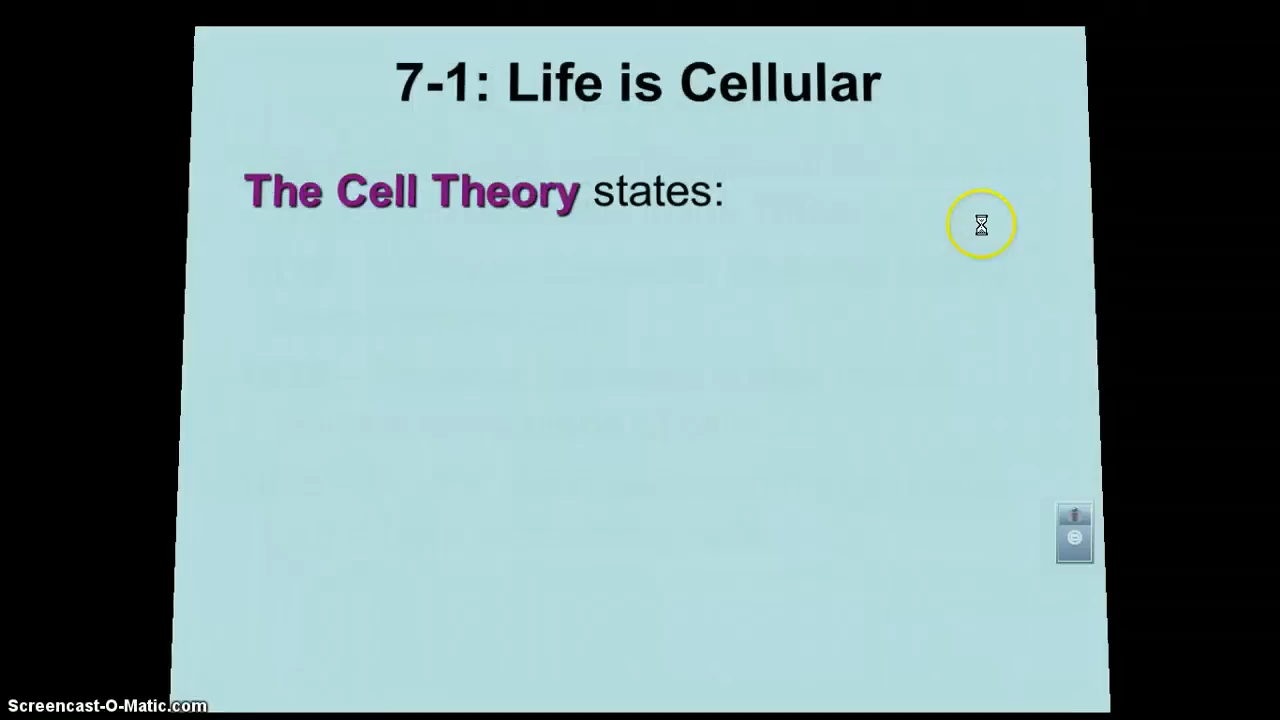 7-1: Life is Cellular
The Cell Theory states:
Screencast-O-Matic.com